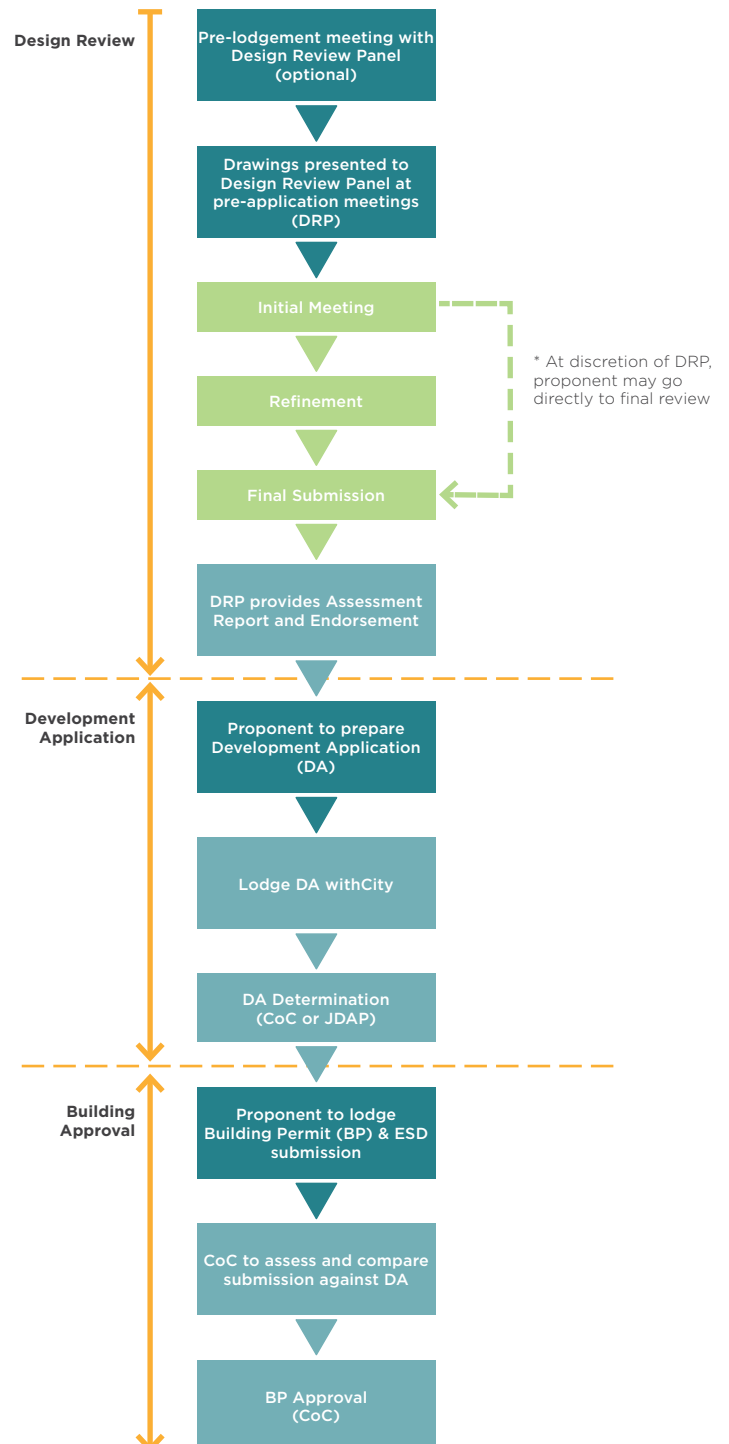 Design Review
Pre-lodgement meeting with
Design Review Panel
(optional)
Drawings presented to
Design Review Panel at
pre-application meetings
(DRP)
Initial Meeting
* At discretion of DRP,
proponent may go
directly to final review
Refinement
Final Submission
DRP provides Assessment
Report and Endorsement
Development
Application
Proponent to prepare
Development Application
(DA)
Lodge DA withCity
DA Determination
(CoC or JDAP)
Building
Approval
Proponent to lodge
Building Permit (BP) & ESD
submission
CoC to assess and compare
submission against DA
BP Approval
(CoC)